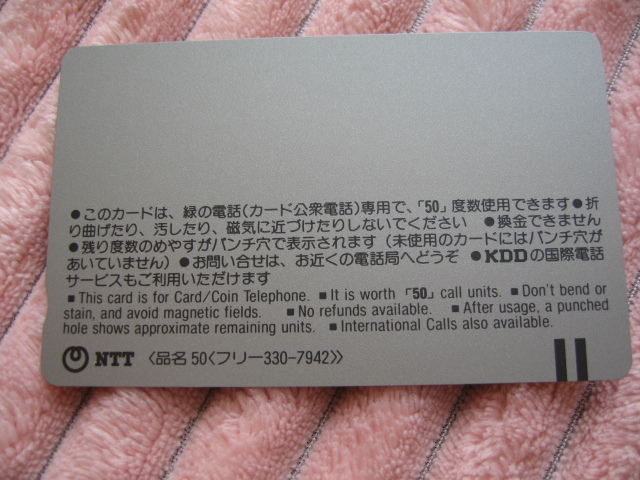 ●このカードは、緑の電話(カード公衆電話)専用で、「50」度数使用できます●折
り曲げたり、汚したり、磁気に近づけたりしないでください ●換金できません
●残り度数のめやすがパンチ穴で表示されます(未使用のカードにはパンチ穴が
あいていません)●お問い合せは、お近くの電話局へどうぞ ●KDDの国際電話
サービスもご利用いただけます
■This card is for Card/Coin Telephone. ■It is worth「50」call units. ■Don't bend or
stain, and avoid magnetic fields. ■No refunds available. ■After usage, a punched
hole shows approximate remaining units. ■International Calls also available.
NTT 〈品名 50〈フリー330-7942〉〉